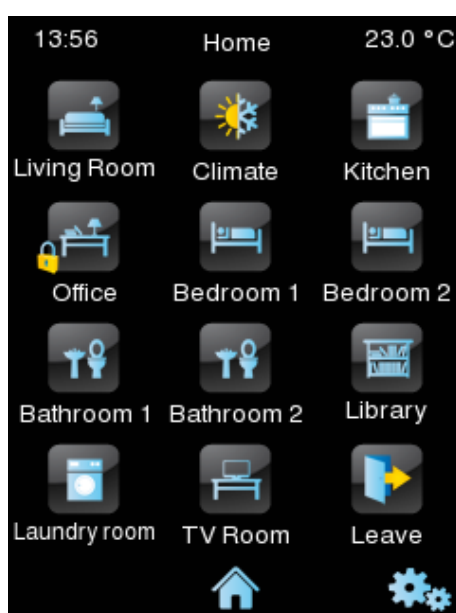 13:56 Home 23.0 °C
Living Room Climate Kitchen
Office Bedroom 1 Bedroom 2
Bathroom 1 Bathroom 2 Library
Laundry room TV Room Leave